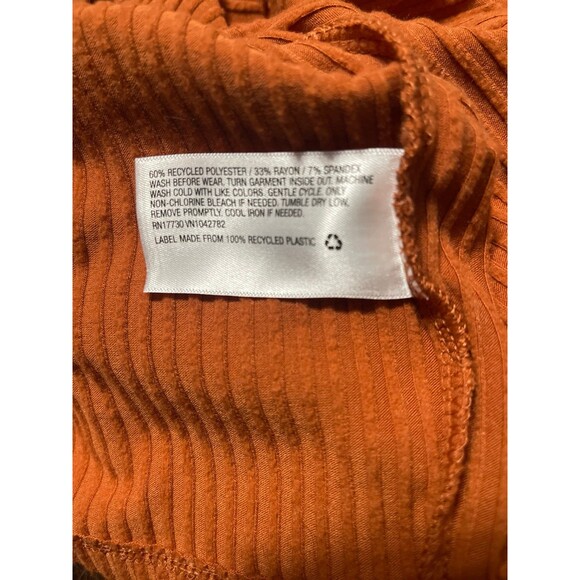 60% RECYCLED POLYESTER / 33% RAYON / 7% SPANDEX
WASH BEFORE WEAR, TURN GARMENT INSIDE OUT. MACHINE
WASH COLD WITH LIKE COLORS. GENTLE CYCLE. ONLY
NON-CHLORINE BLEACH IF NEEDED. TUMBLE DRY LOW,
REMOVE PROMPTLY. COOL IRON IF NEEDED.
RN17730 VN1042782
LABEL MADE FROM 100% RECYCLED PLASTIC